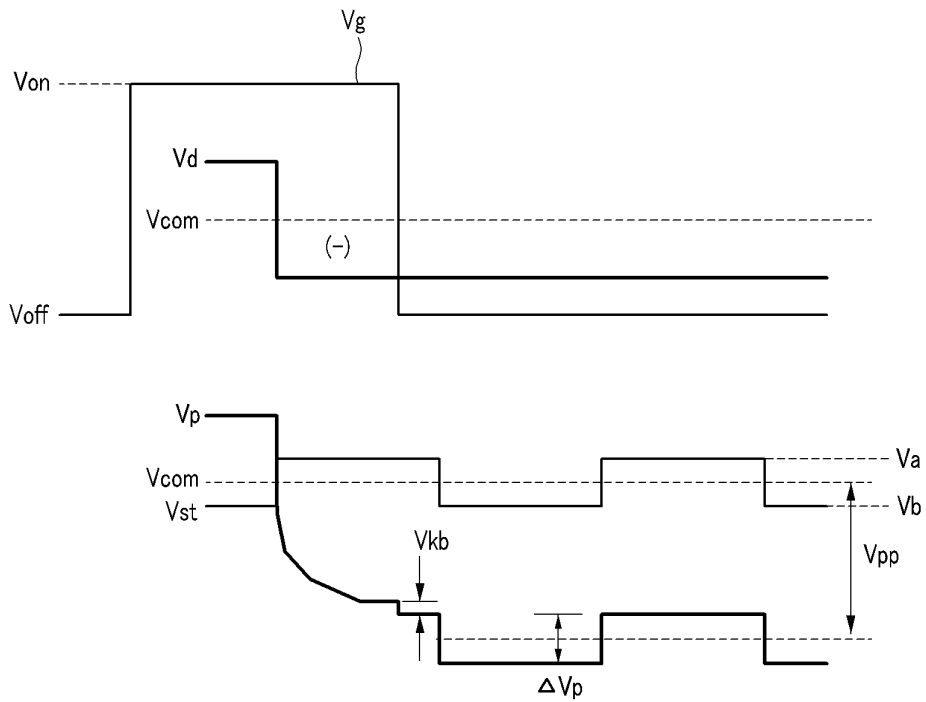 Vg
Von
Vd
Vcom
(-)
Voff
Vp
Va
Vcom
Vst
Vb
Vkb
Vpp
ΔVp